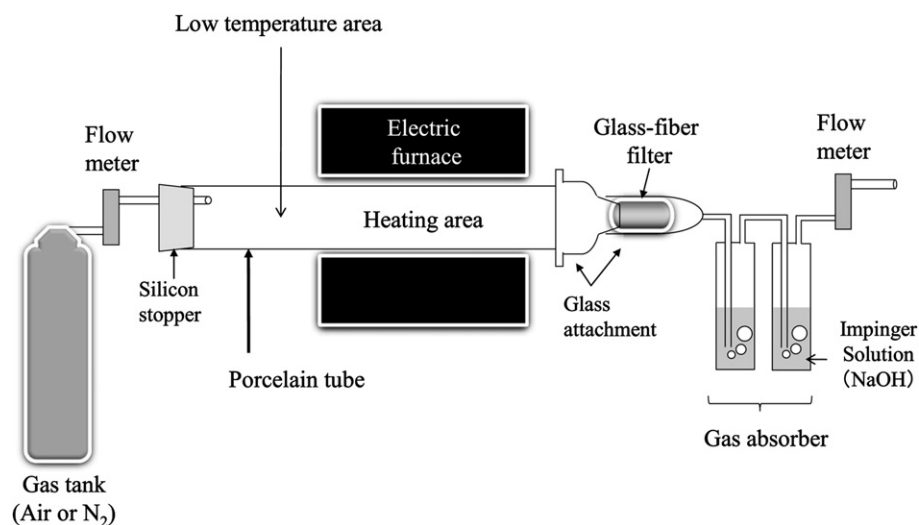 Low temperature area
Flow
meter
Electric
furnace
Glass-fiber
filter
Flow
meter
Heating area
Silicon
stopper
Glass
attachment
Impinger
Solution
(NaOH)
Porcelain tube
Gas absorber
Gas tank
(Air or N₂)